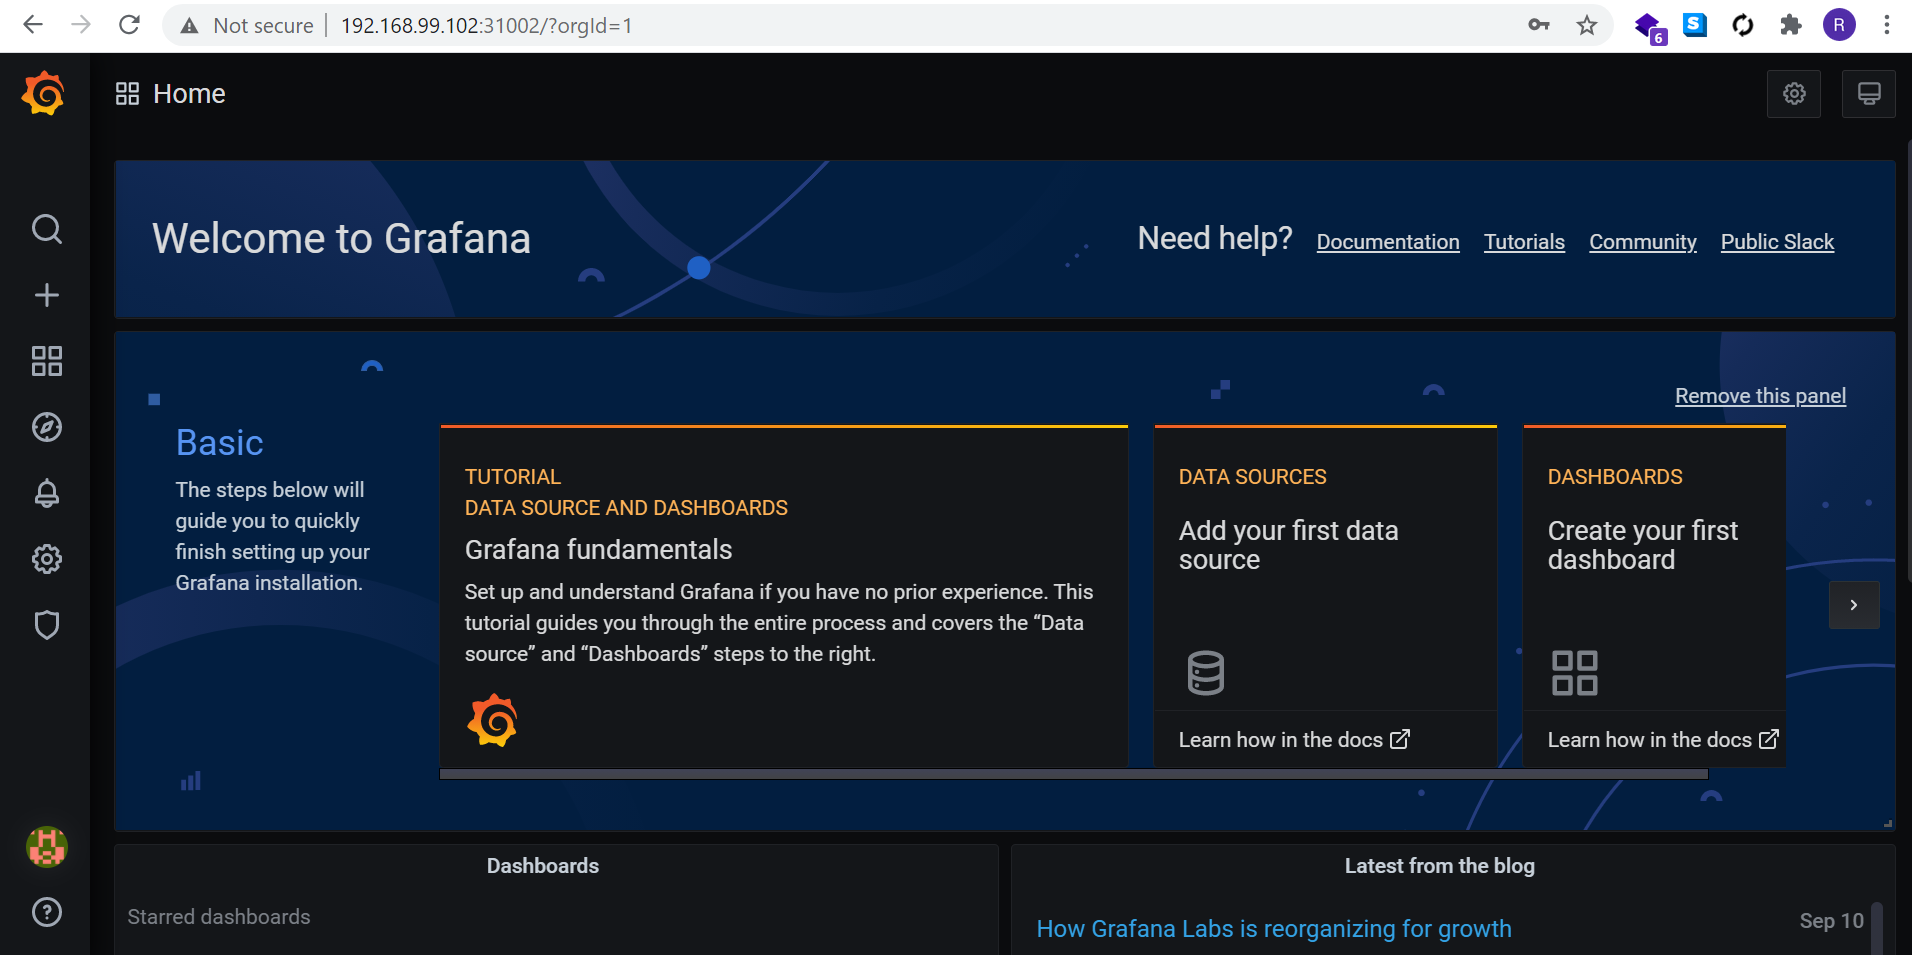 Not secure
192.168.99.102:31002/?orgId=1
6
S
R
Home
Welcome to Grafana
Need help?
Documentation
Tutorials
Community
Public Slack
Remove this panel
Basic
The steps below will
guide you to quickly
finish setting up your
Grafana installation.
TUTORIAL
DATA SOURCE AND DASHBOARDS
Grafana fundamentals
Set up and understand Grafana if you have no prior experience. This
tutorial guides you through the entire process and covers the “Data
source” and “Dashboards” steps to the right.
DATA SOURCES
Add your first data
source
Learn how in the docs
DASHBOARDS
Create your first
dashboard
Learn how in the docs
Dashboards
Starred dashboards
Latest from the blog
How Grafana Labs is reorganizing for growth
Sep 10